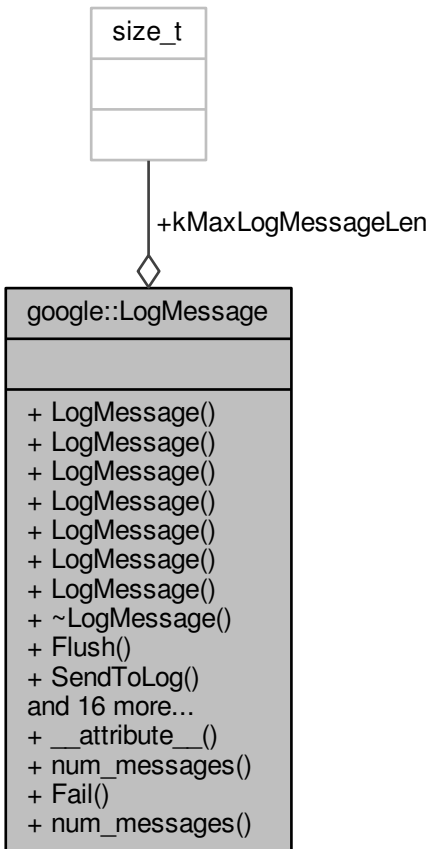 size_t
+kMaxLogMessageLen
google::LogMessage
+ LogMessage()
+ LogMessage()
+ LogMessage()
+ LogMessage()
+ LogMessage()
+ LogMessage()
+ LogMessage()
+ ~LogMessage()
+ Flush()
+ SendToLog()
and 16 more...
+ __attribute__()
+ num_messages()
+ Fail()
+ num_messages()